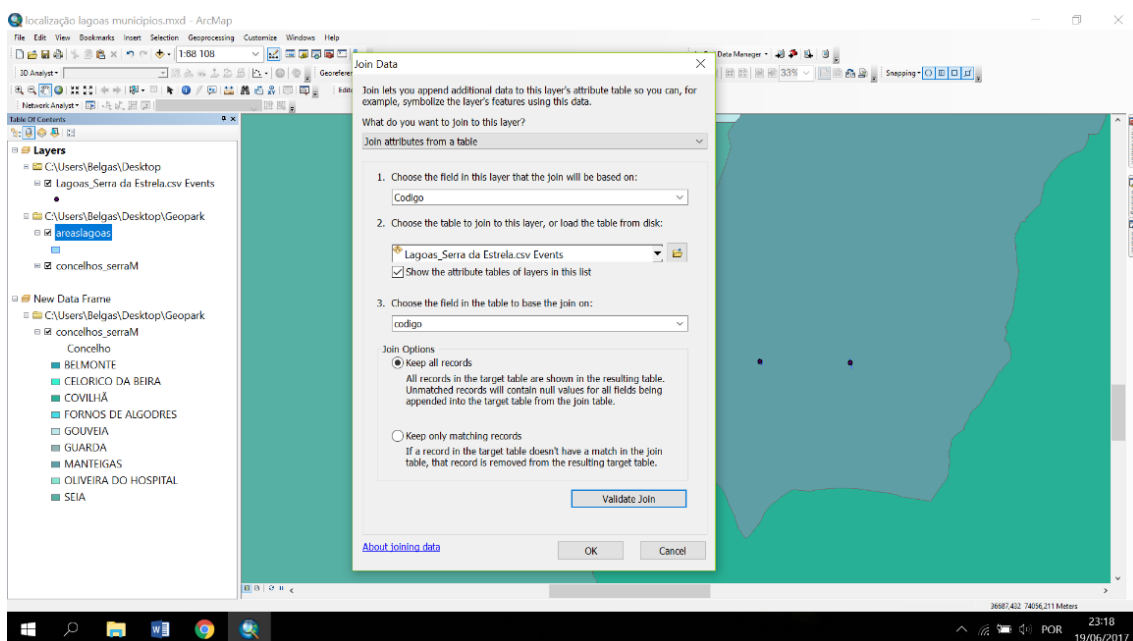 localização lagoas municipios.mxd - ArcMap
File Edit View Bookmarks Insert Selection Geoprocessing Customize Windows Help
1:68 108
Data Manager
3D Analyst
Georeferen
33%
Snapping
Network Analyst
Table Of Contents
Layers
C:\Users\Belgas\Desktop
Lagoas_Serra da Estrela.csv Events
C:\Users\Belgas\Desktop\Geopark
areaslagoas
concelhos_serraM
New Data Frame
C:\Users\Belgas\Desktop\Geopark
concelhos_serraM
Concelho
BELMONTE
CELORICO DA BEIRA
COVILHÃ
FORNOS DE ALGODRES
GOUVEIA
GUARDA
MANTEIGAS
OLIVEIRA DO HOSPITAL
SEIA
Join Data
Join lets you append additional data to this layer's attribute table so you can, for
example, symbolize the layer's features using this data.
What do you want to join to this layer?
Join attributes from a table
1. Choose the field in this layer that the join will be based on:
Codigo
2. Choose the table to join to this layer, or load the table from disk:
Lagoas_Serra da Estrela.csv Events
Show the attribute tables of layers in this list
3. Choose the field in the table to base the join on:
codigo
Join Options
Keep all records
All records in the target table are shown in the resulting table.
Unmatched records will contain null values for all fields being
appended into the target table from the join table.
Keep only matching records
If a record in the target table doesn't have a match in the join
table, that record is removed from the resulting target table.
Validate Join
About joining data
OK
Cancel
36687,432 74056,211 Meters
POR
23:18
19/06/2017